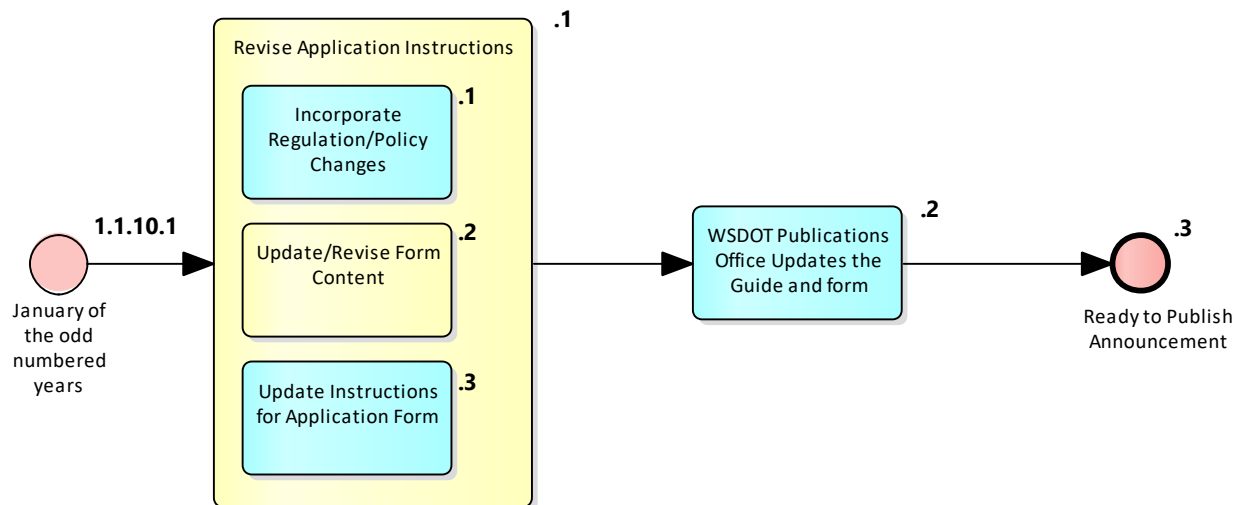 .1
Revise Application Instructions
.1
Incorporate
Regulation/Policy
Changes
1.1.10.1
.2
Update/Revise Form
Content
.2
WSDOT Publications
Office Updates the
Guide and form
.3
January of
the odd
numbered
years
Ready to Publish
Announcement
.3
Update Instructions
for Application Form